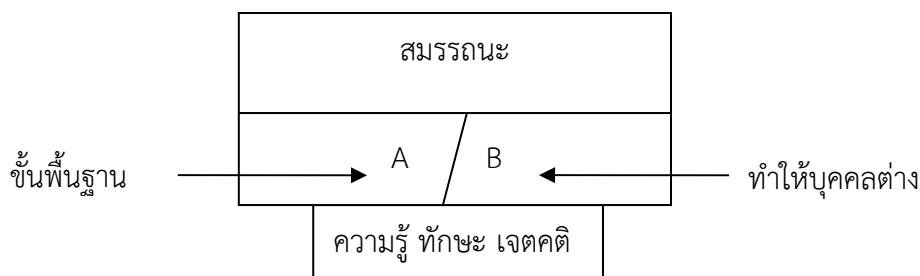 สมรรถนะ
A B
ขั้นพื้นฐาน
ทำให้บุคคลต่าง
ความรู้ ทักษะ เจตคติ